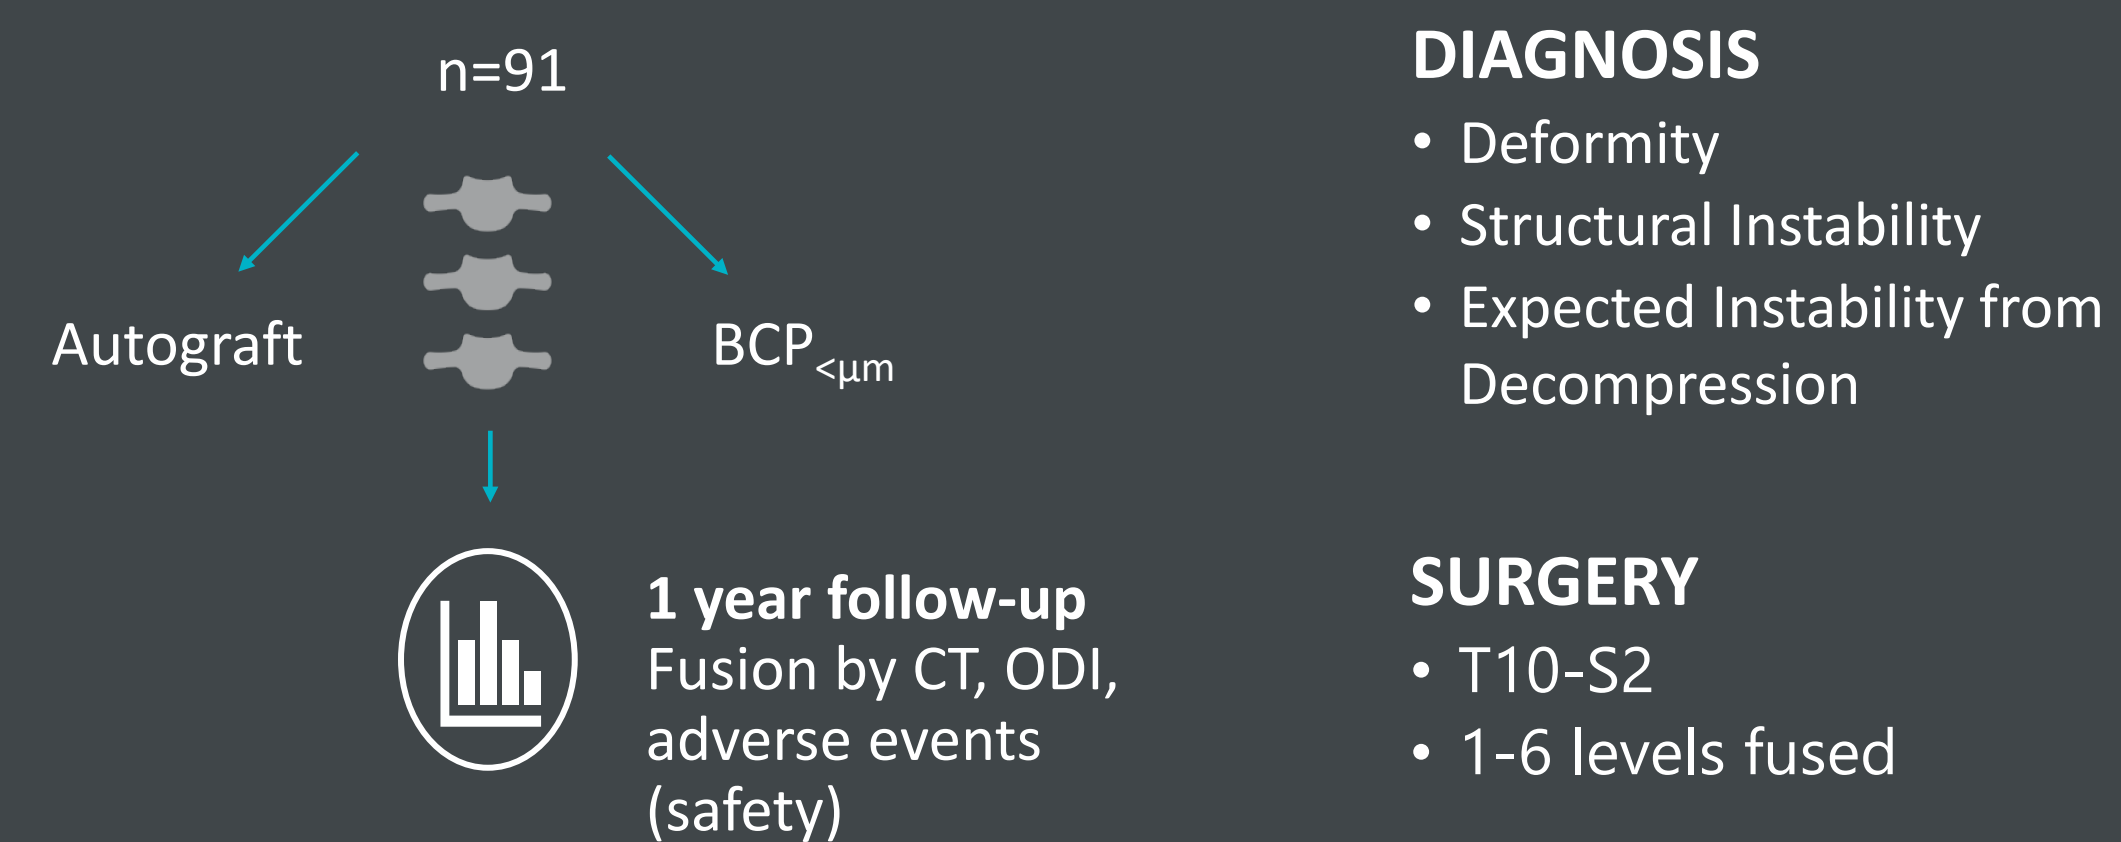 n=91
Autograft
BCP<μm
1 year follow-up
Fusion by CT, ODI,
adverse events
(safety)
DIAGNOSIS
• Deformity
• Structural Instability
• Expected Instability from
Decompression
SURGERY
• T10-S2
• 1-6 levels fused